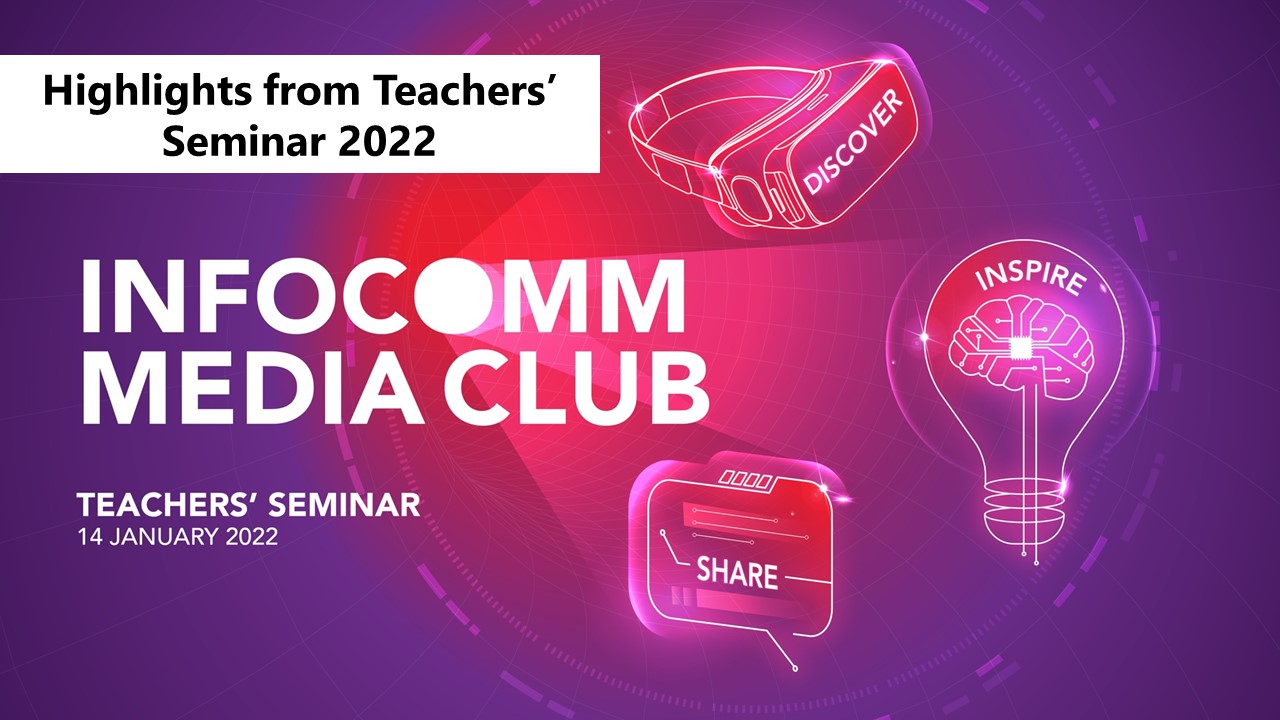 Highlights from Teachers’
Seminar 2022
DISCOVER
INSPIRE
INFOCOMM
MEDIA CLUB
TEACHERS’ SEMINAR
14 JANUARY 2022
SHARE